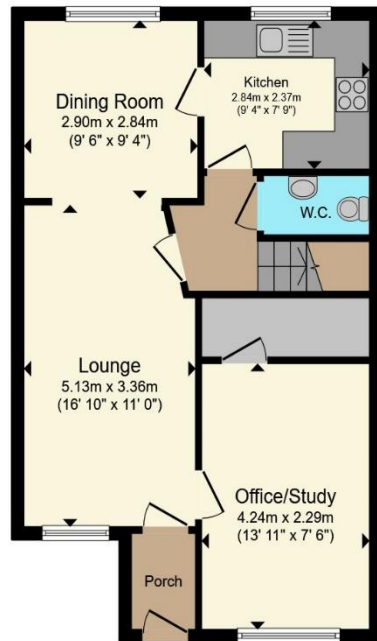 Dining Room
2.90m x 2.84m
(9' 6" x 9' 4")
Kitchen
2.84m x 2.37m
(9' 4" x 7' 9")
W.C.
Lounge
5.13m x 3.36m
(16' 10" x 11' 0")
Office/Study
4.24m x 2.29m
(13' 11" x 7' 6")
Porch